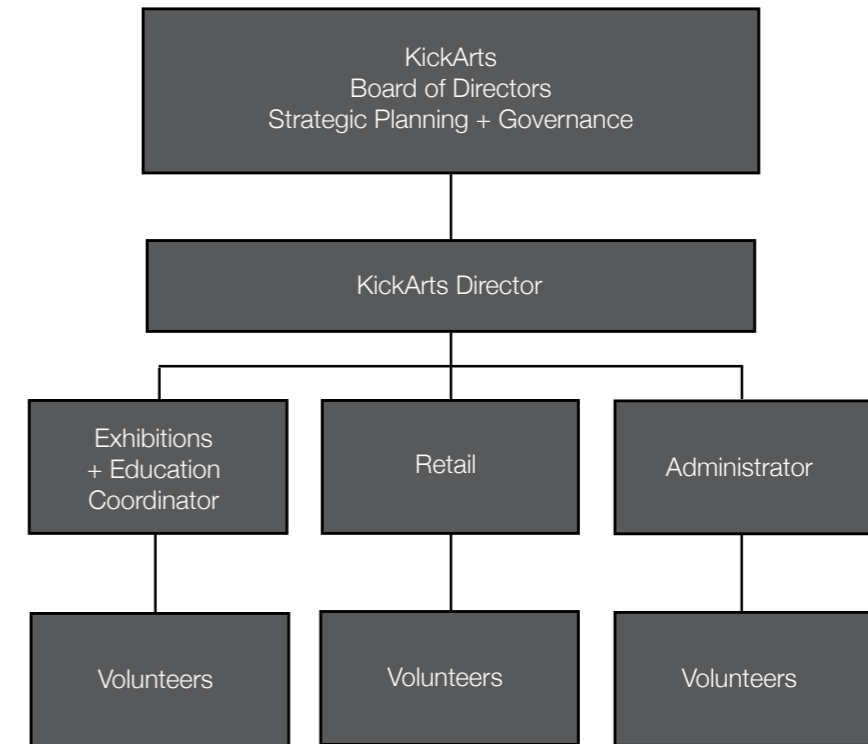 KickArts
Board of Directors
Strategic Planning + Governance
KickArts Director
Exhibitions
+ Education
Coordinator
Retail
Administrator
Volunteers
Volunteers
Volunteers